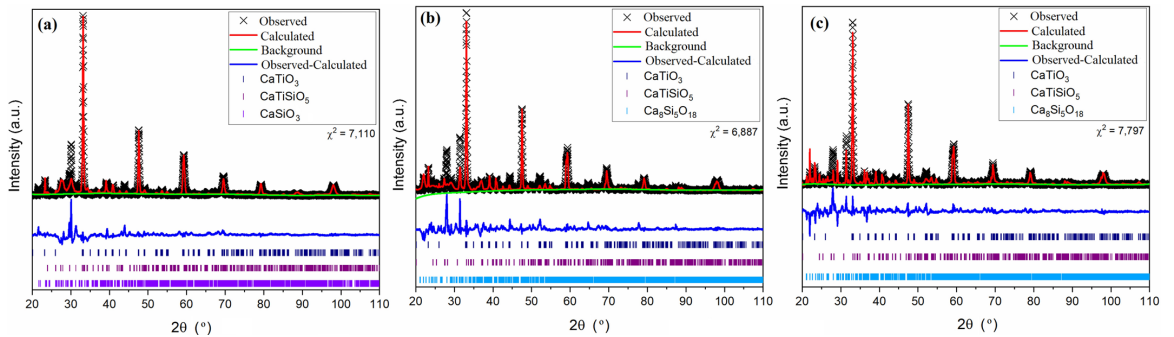 (a)
Observed
Calculated
Background
Observed-Calculated
CaTiO3
CaTiSiO5
CaSiO3
χ² = 7,110
Intensity (a.u.)
20 30 40 50 60 70 80 90 100 110
2θ (°)
(b)
Observed
Calculated
Background
Observed-Calculated
CaTiO3
CaTiSiO5
Ca8Si5O18
χ² = 6,887
Intensity (a.u.)
20 30 40 50 60 70 80 90 100 110
2θ (°)
(c)
Observed
Calculated
Background
Observed-Calculated
CaTiO3
CaTiSiO5
Ca8Si5O18
χ² = 7,797
Intensity (a.u.)
20 30 40 50 60 70 80 90 100 110
2θ (°)